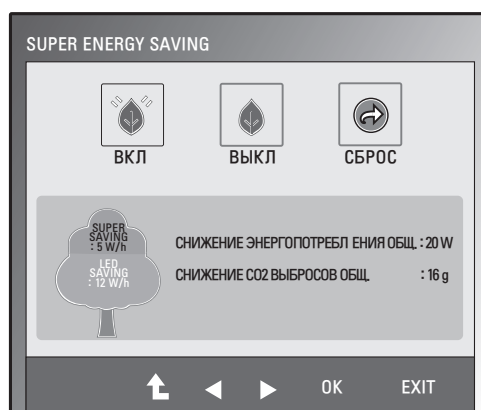 SUPER ENERGY SAVING
ВКЛ ВЫКЛ СБРОС
SUPER
SAVING
: 5 W/h
LED
SAVING
: 12 W/h
СНИЖЕНИЕ ЭНЕРГОПОТРЕБЛ ЕНИЯ ОБЩ. : 20 W
СНИЖЕНИЕ CO2 ВЫБРОСОВ ОБЩ. : 16 g
OK EXIT